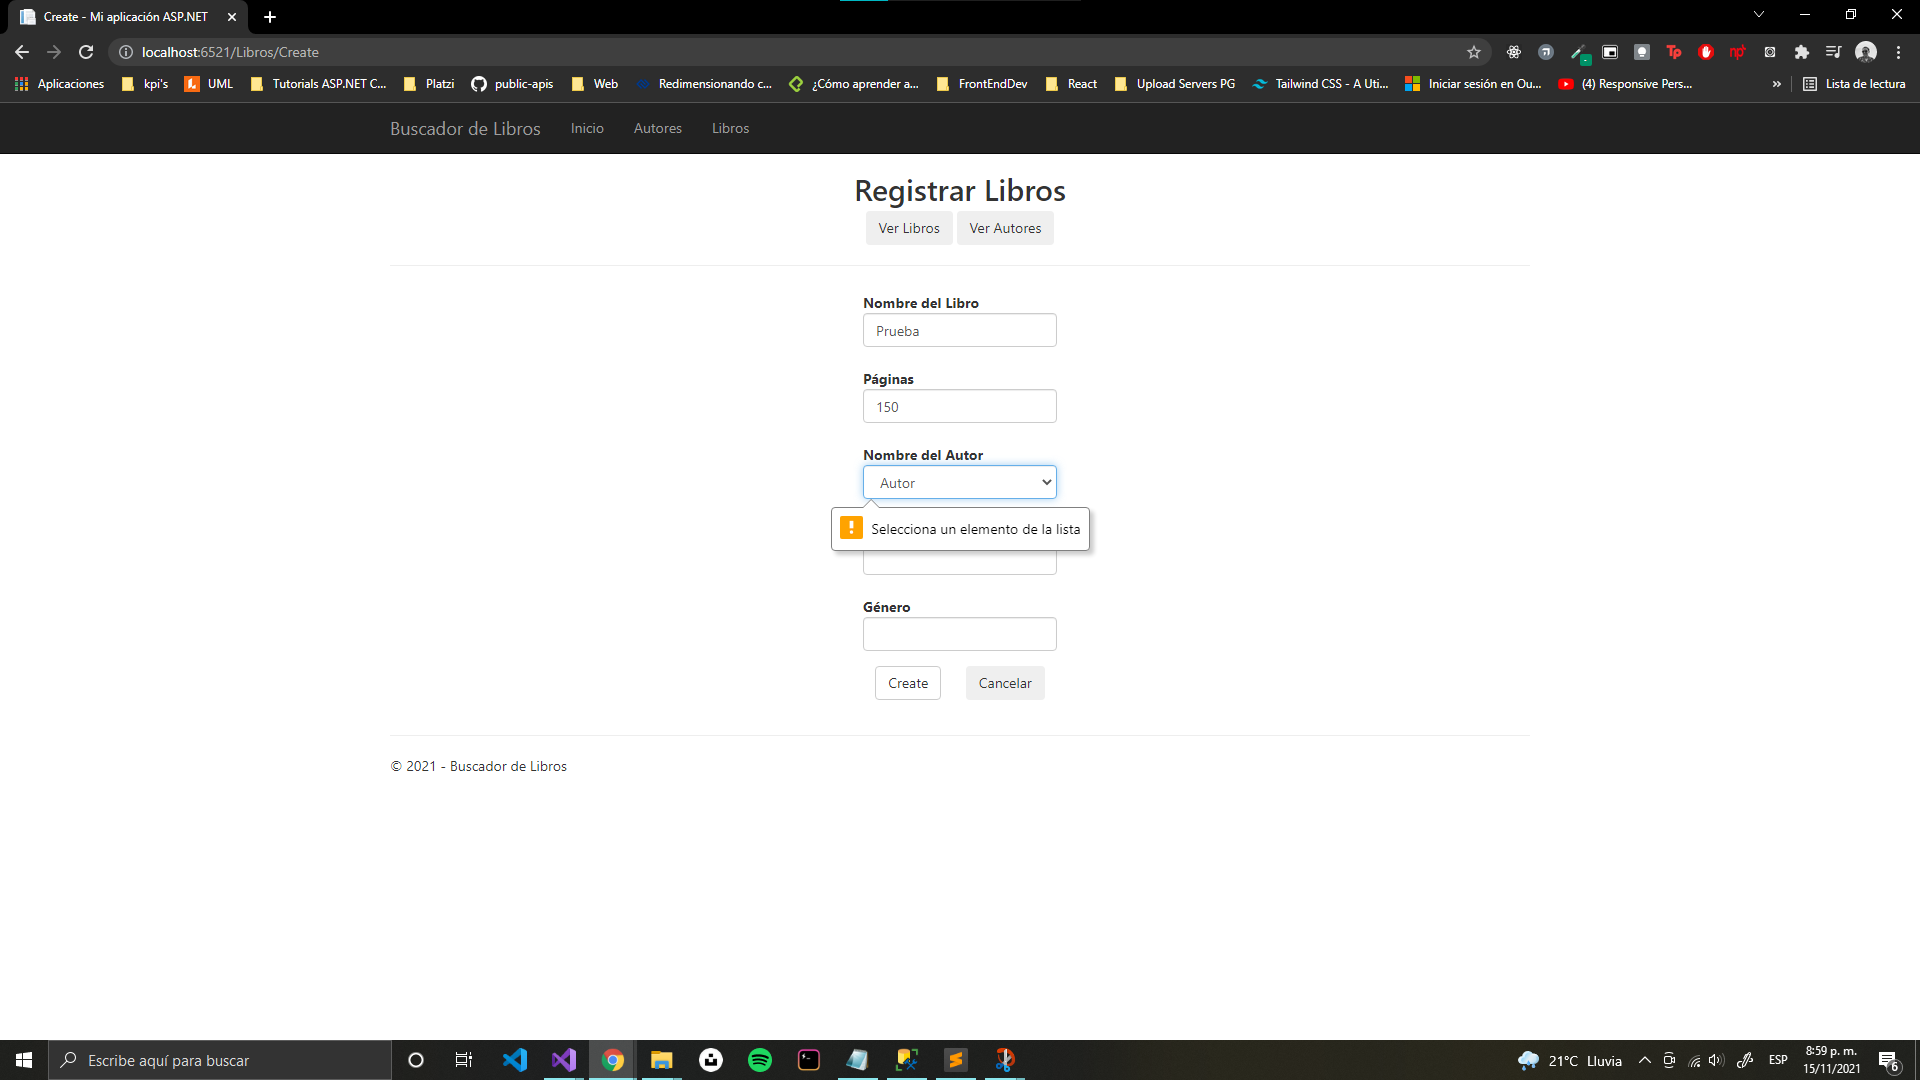 Create - Mi aplicación ASP.NET
localhost:6521/Libros/Create
Aplicaciones kpi's UML Tutorials ASP.NET C... Platzi public-apis Web Redimensionando c... ¿Cómo aprender a... FrontEndDev React Upload Servers PG Tailwind CSS - A Uti... Iniciar sesión en Ou... (4) Responsive Pers... » Lista de lectura
Buscador de Libros Inicio Autores Libros
Registrar Libros
Ver Libros Ver Autores
Nombre del Libro
Prueba
Páginas
150
Nombre del Autor
Autor
Selecciona un elemento de la lista
Género
Create Cancelar
© 2021 - Buscador de Libros
Escribe aquí para buscar
21°C Lluvia
ESP
8:59 p. m.
15/11/2021
6